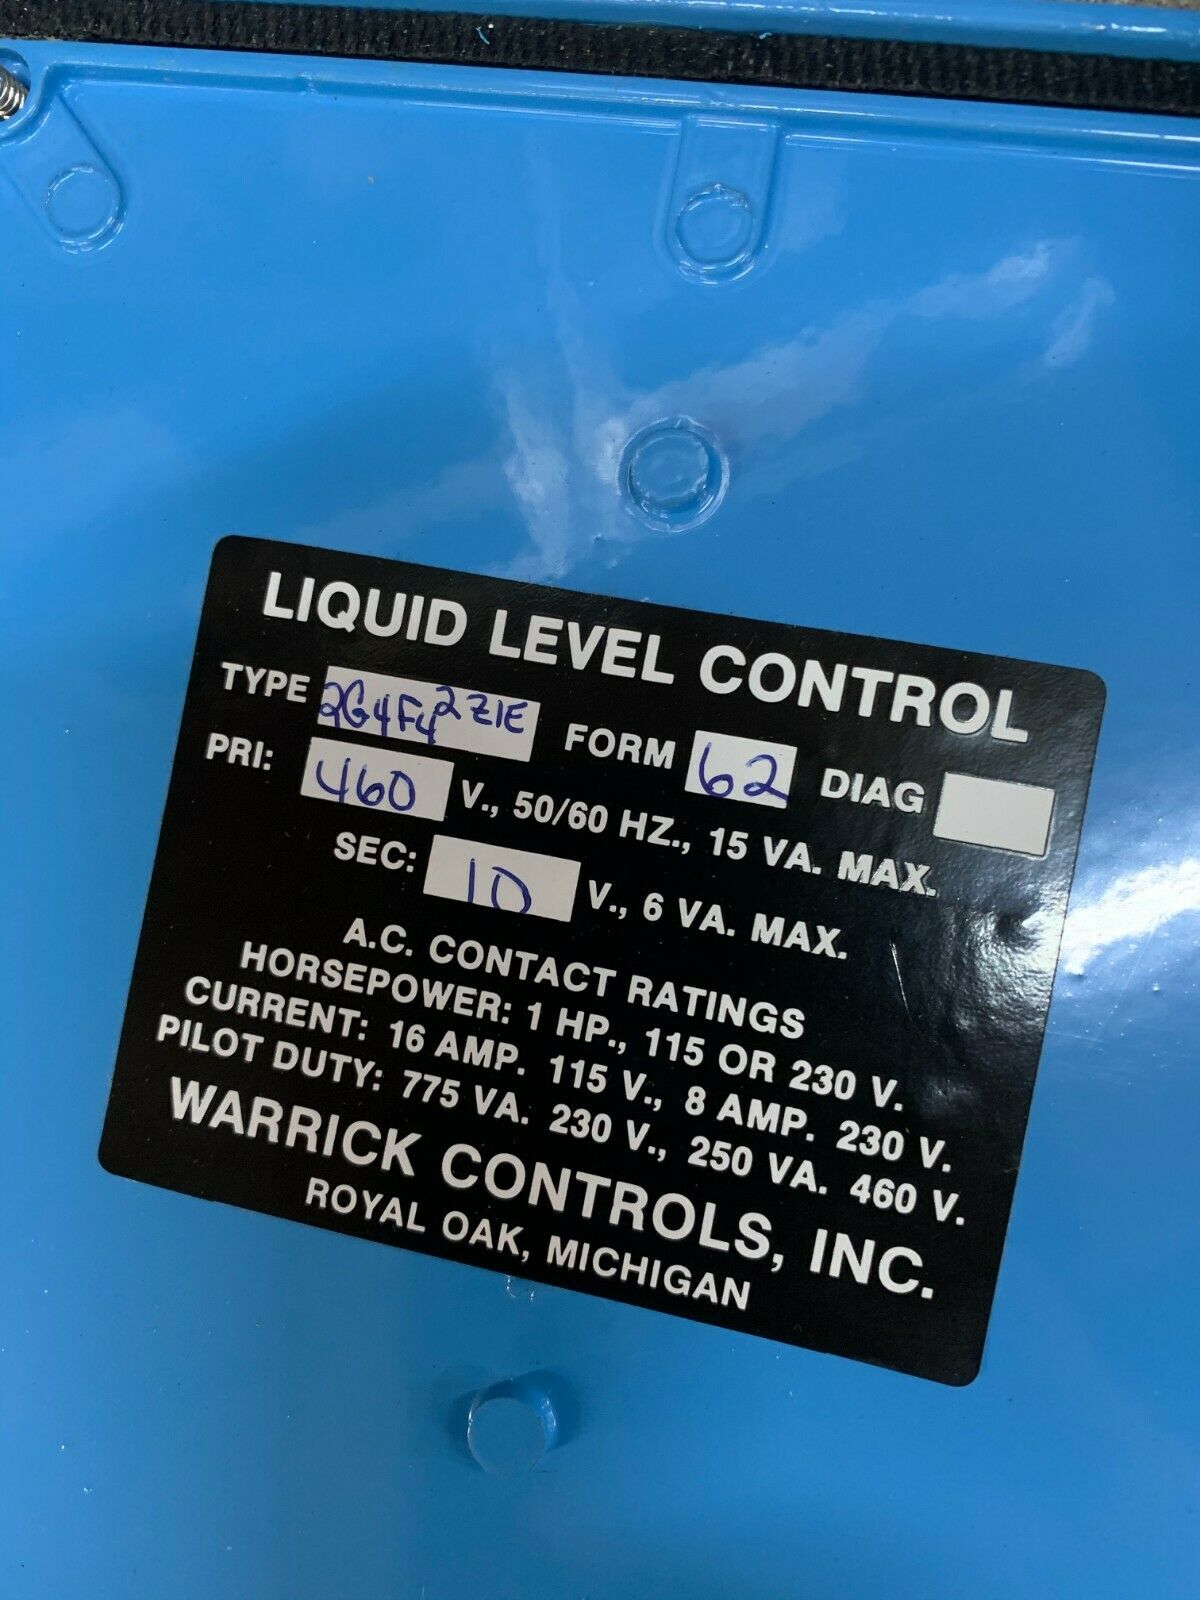 LIQUID LEVEL CONTROL
TYPE 2G4F42Z1E FORM 62 DIAG
PRI: 460 V., 50/60 HZ., 15 VA. MAX.
SEC: 10 V., 6 VA. MAX.
A.C. CONTACT RATINGS
HORSEPOWER: 1 HP., 115 OR 230 V.
CURRENT: 16 AMP. 115 V., 8 AMP. 230 V.
PILOT DUTY: 775 VA. 230 V., 250 VA. 460 V.
WARRICK CONTROLS, INC.
ROYAL OAK, MICHIGAN